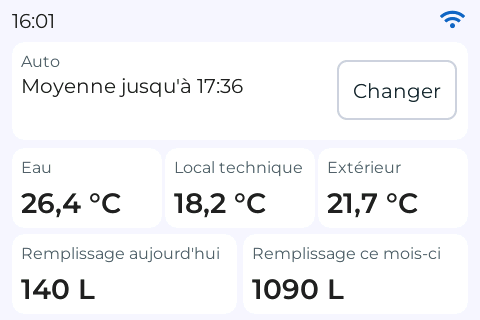 16:01
Auto
Moyenne jusqu'à 17:36
Changer
Eau
Local technique
Extérieur
26,4 °C
18,2 °C
21,7 °C
Remplissage aujourd'hui
Remplissage ce mois-ci
140 L
1090 L